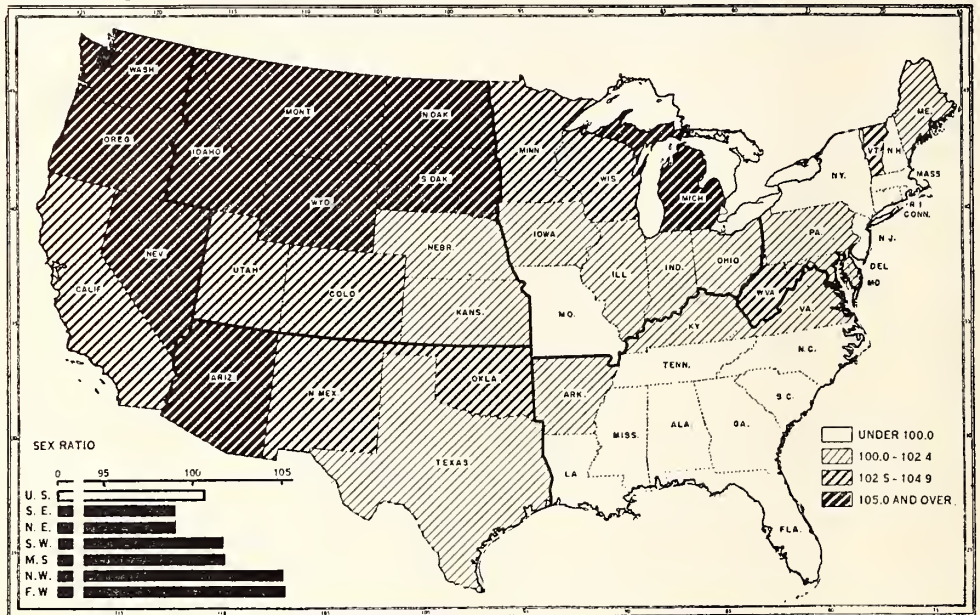 WASH.
OREG.
IDAHO
MONT.
N DAK
S DAK.
WYO.
NEV.
CALIF.
UTAH
COLO.
ARIZ.
N MEX.
NEBR.
KANS.
OKLA.
TEXAS
MINN.
IOWA.
MO.
ARK.
LA
WIS.
MICH
ILL.
IND.
OHIO
KY.
TENN.
MISS.
ALA.
GA.
FLA.
S.C.
N.C.
VA.
W.VA
PA.
NY.
VT.
N H.
ME.
MASS
R I
CONN.
N.J.
DEL
MD
SEX RATIO
0 95 101 105
U. S.
S. E.
N. E.
S. W.
M. S
N. W.
F. W
UNDER 100.0
100.0 - 102 4
102 5 - 104 9
105.0 AND OVER